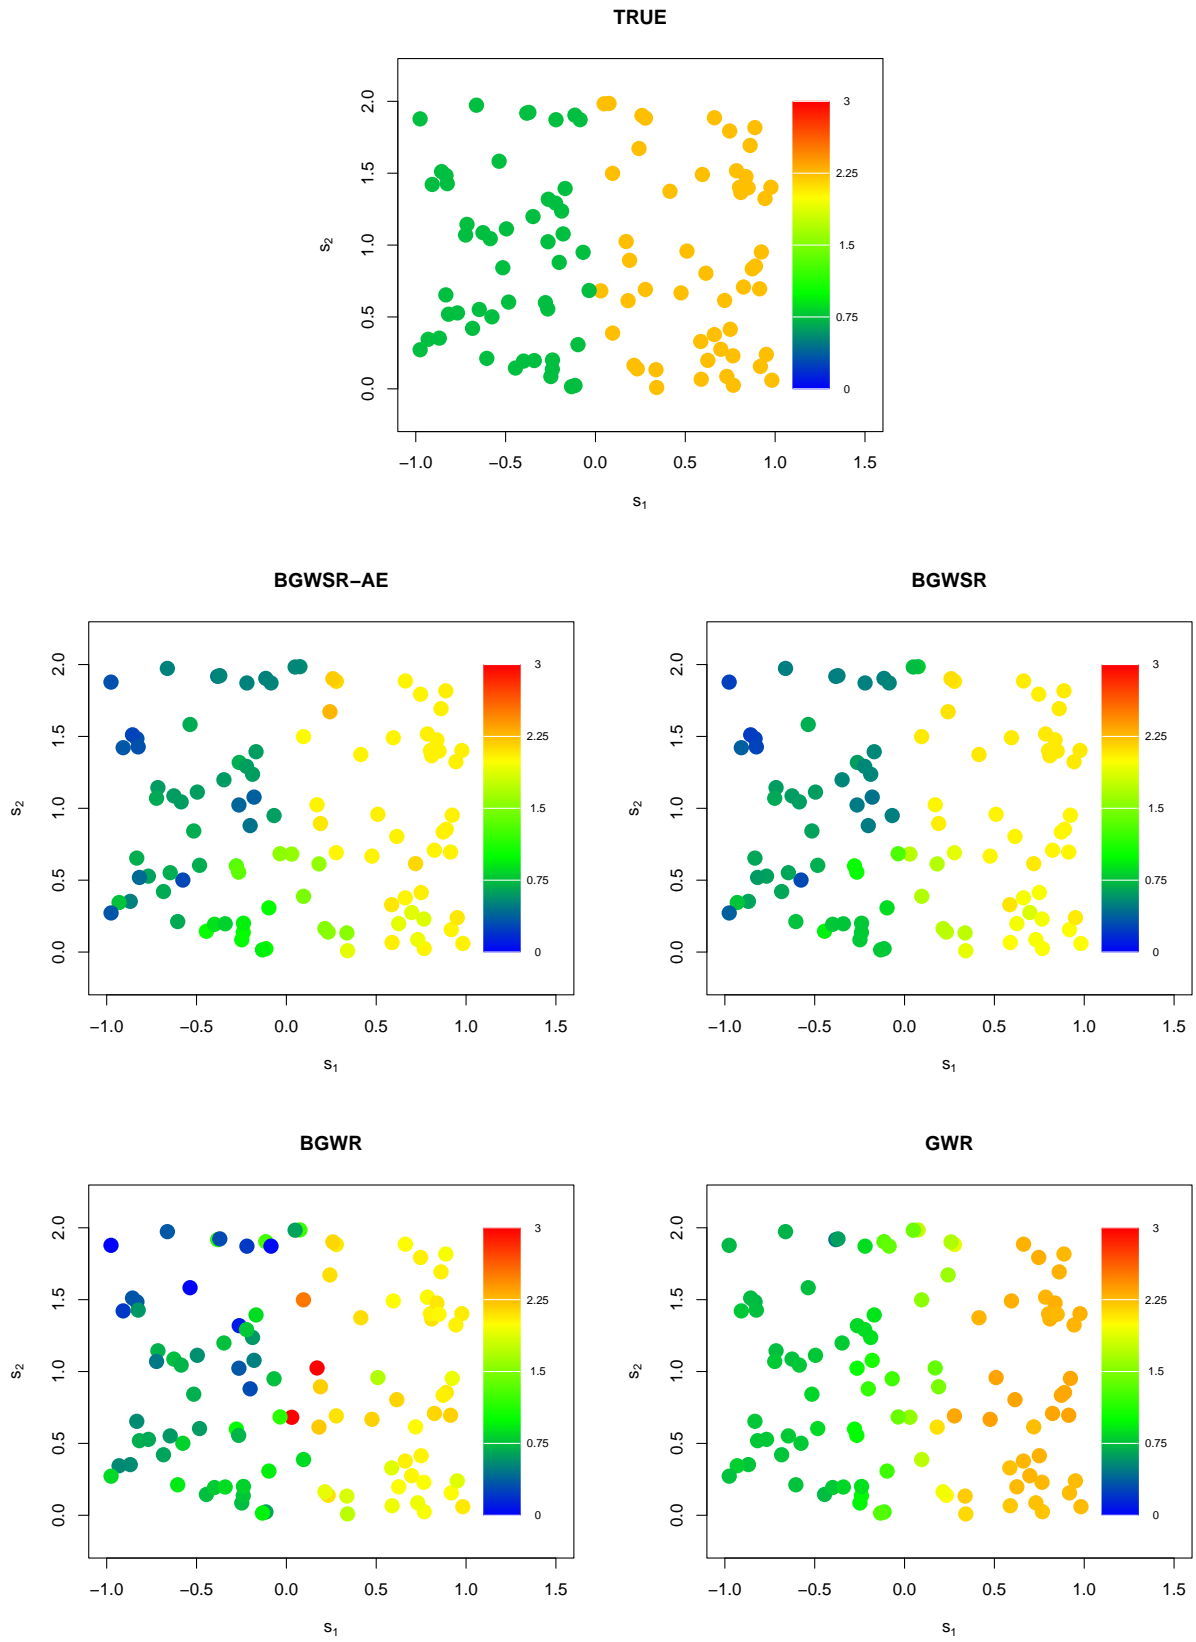 TRUE
3
2.25
1.5
0.75
0
2.0
1.5
1.0
0.5
0.0
s₂
−1.0 −0.5 0.0 0.5 1.0 1.5
s₁
BGWSR−AE BGWSR
3 3
2.25 2.25
1.5 1.5
0.75 0.75
0 0
2.0 2.0
1.5 1.5
1.0 1.0
0.5 0.5
0.0 0.0
s₂ s₂
−1.0 −0.5 0.0 0.5 1.0 1.5 −1.0 −0.5 0.0 0.5 1.0 1.5
s₁ s₁
BGWR GWR
3 3
2.25 2.25
1.5 1.5
0.75 0.75
0 0
2.0 2.0
1.5 1.5
1.0 1.0
0.5 0.5
0.0 0.0
s₂ s₂
−1.0 −0.5 0.0 0.5 1.0 1.5 −1.0 −0.5 0.0 0.5 1.0 1.5
s₁ s₁